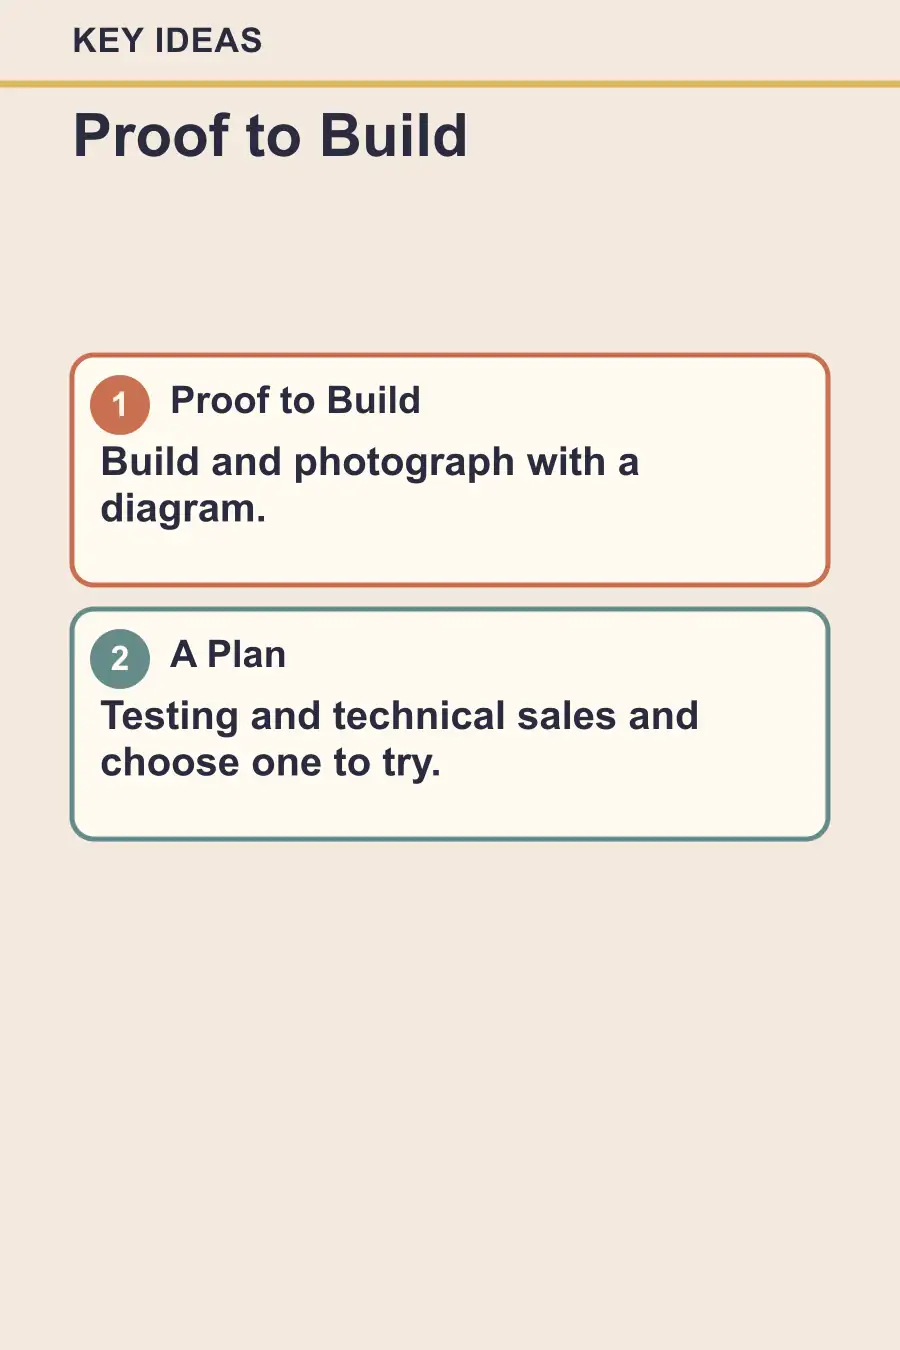 KEY IDEAS
Proof to Build
1 Proof to Build
Build and photograph with a
diagram.
2 A Plan
Testing and technical sales and
choose one to try.